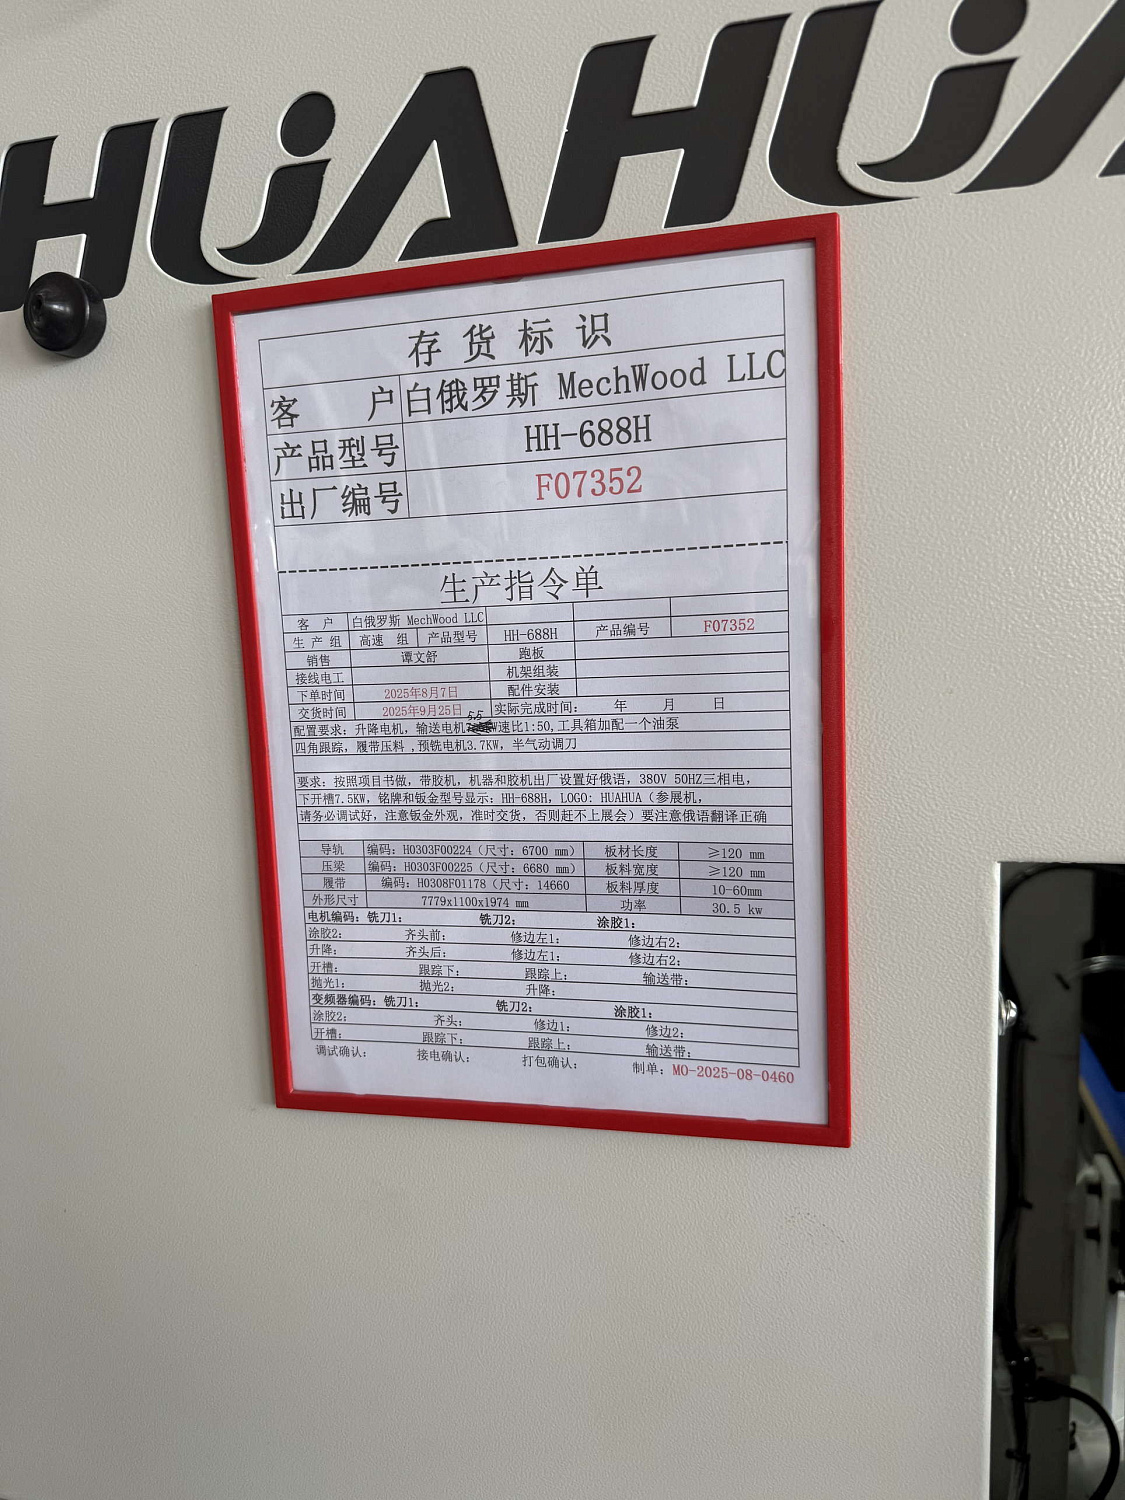 HUAHUA
存货标识
客 户 白俄罗斯 MechWood LLC
产品型号 HH-688H
出厂编号 F07352
生产指令单
客 户 白俄罗斯 MechWood LLC
生 产 组 高速 组 产品型号 HH-688H 产品编号 F07352
销售 谭文舒 跑板
接线电工 机架组装
下单时间 2025年8月7日 配件安装
交货时间 2025年9月25日 实际完成时间: 年 月 日
5.5
配置要求: 升降电机, 输送电机 速比1:50,工具箱加配一个油泵
四角跟踪, 履带压料 ,预铣电机3.7KW, 半气动调刀
要求: 按照项目书做, 带胶机, 机器和胶机出厂设置好俄语, 380V 50HZ三相电,
下开槽7.5KW, 铭牌和钣金型号显示: HH-688H, LOGO: HUAHUA (参展机,
请务必调试好, 注意钣金外观, 准时交货, 否则赶不上展会) 要注意俄语翻译正确
导轨 编码: H0303F00224 (尺寸: 6700 mm) 板材长度 ≥120 mm
压梁 编码: H0303F00225 (尺寸: 6680 mm) 板料宽度 ≥120 mm
履带 编码: H0308F01178 (尺寸: 14660 板料厚度 10-60mm
外形尺寸 7779x1100x1974 mm 功率 30.5 kw
电机编码: 铣刀1: 铣刀2: 涂胶1:
涂胶2: 齐头前: 修边左1: 修边右2:
升降: 齐头后: 修边左1: 修边右2:
开槽: 跟踪下: 跟踪上: 输送带:
抛光1: 抛光2: 升降:
变频器编码: 铣刀1: 铣刀2: 涂胶1:
涂胶2: 齐头: 修边1: 修边2:
开槽: 跟踪下: 跟踪上: 输送带:
调试确认: 接电确认: 打包确认: 制单: MO-2025-08-0460